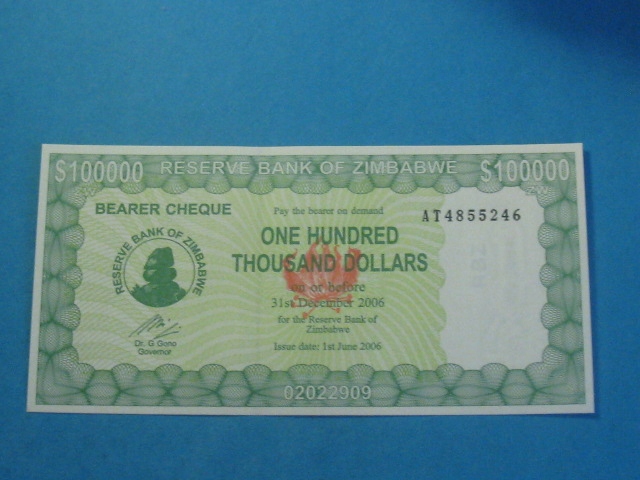 $100000 RESERVE BANK OF ZIMBABWE $100000
BEARER CHEQUE
Pay the bearer on demand
AT4855246
ONE HUNDRED
THOUSAND DOLLARS
on or before
31st December 2006
for the Reserve Bank of
Zimbabwe
Issue date: 1st June 2006
RESERVE BANK OF ZIMBABWE
Dr. G Gono
Governor
02022909